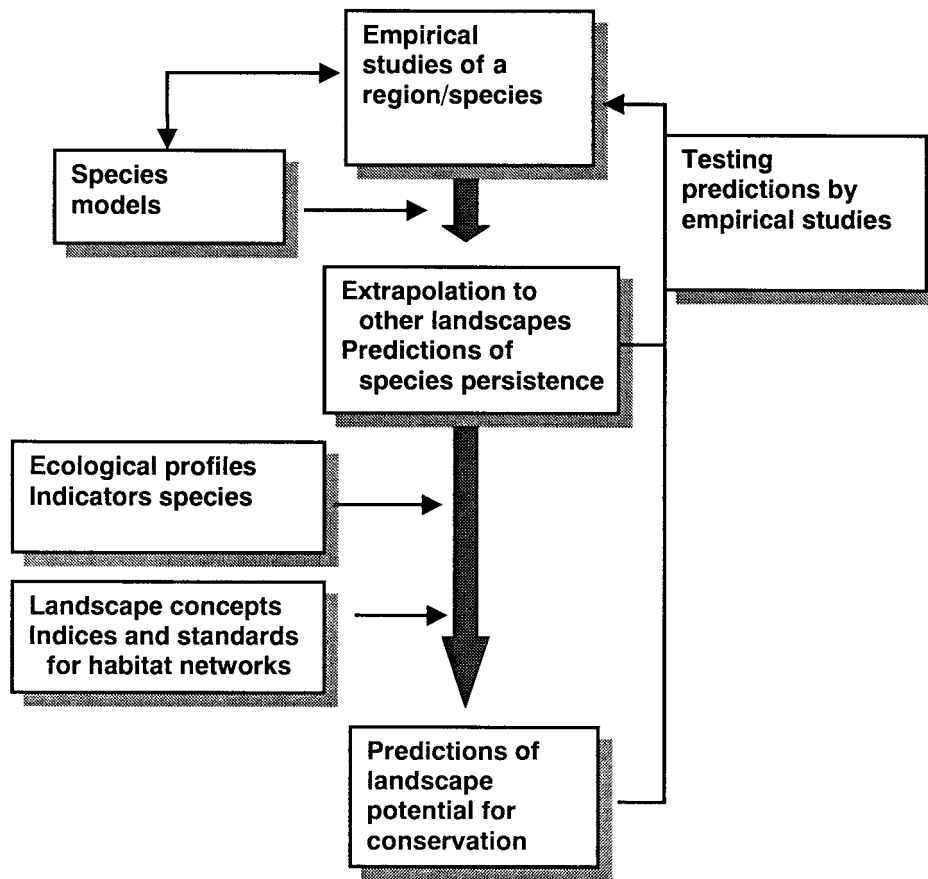 Empirical
studies of a
region/species
Species
models
Testing
predictions by
empirical studies
Extrapolation to
other landscapes
Predictions of
species persistence
Ecological profiles
Indicators species
Landscape concepts
Indices and standards
for habitat networks
Predictions of
landscape
potential for
conservation